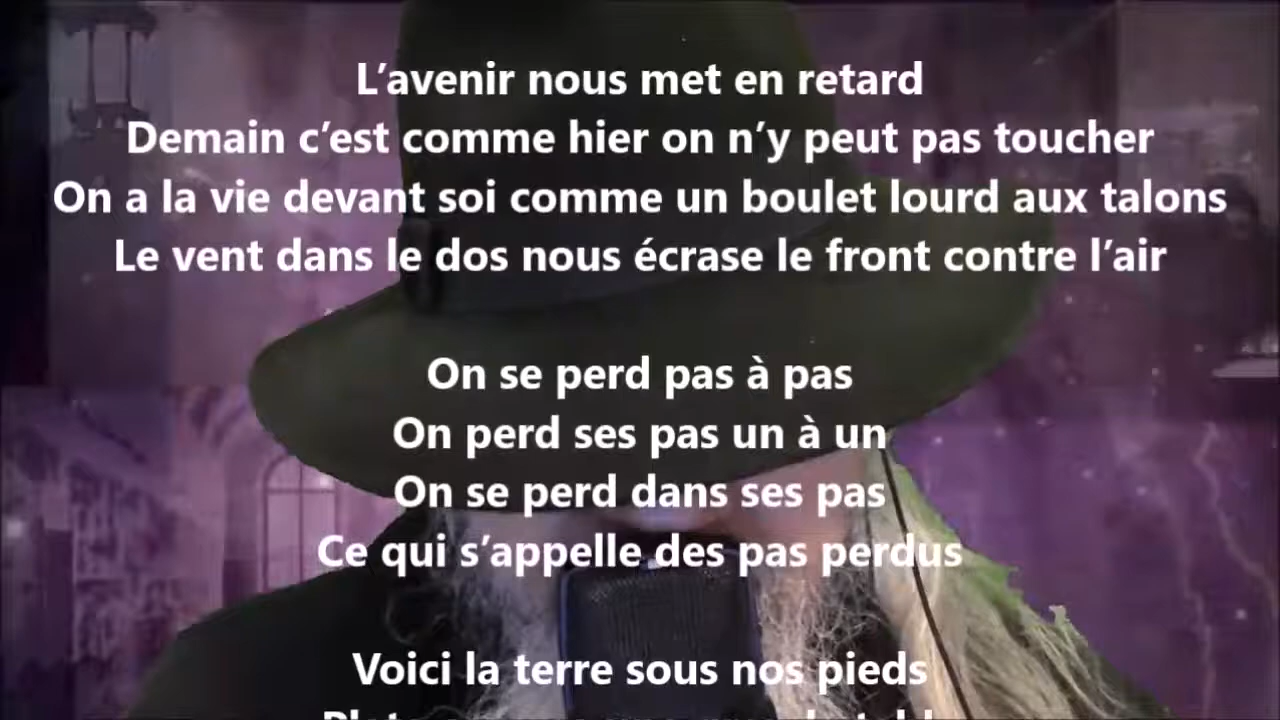 L’avenir nous met en retard
Demain c’est comme hier on n’y peut pas toucher
On a la vie devant soi comme un boulet lourd aux talons
Le vent dans le dos nous écrase le front contre l’air
On se perd pas à pas
On perd ses pas un à un
On se perd dans ses pas
Ce qui s’appelle des pas perdus
Voici la terre sous nos pieds